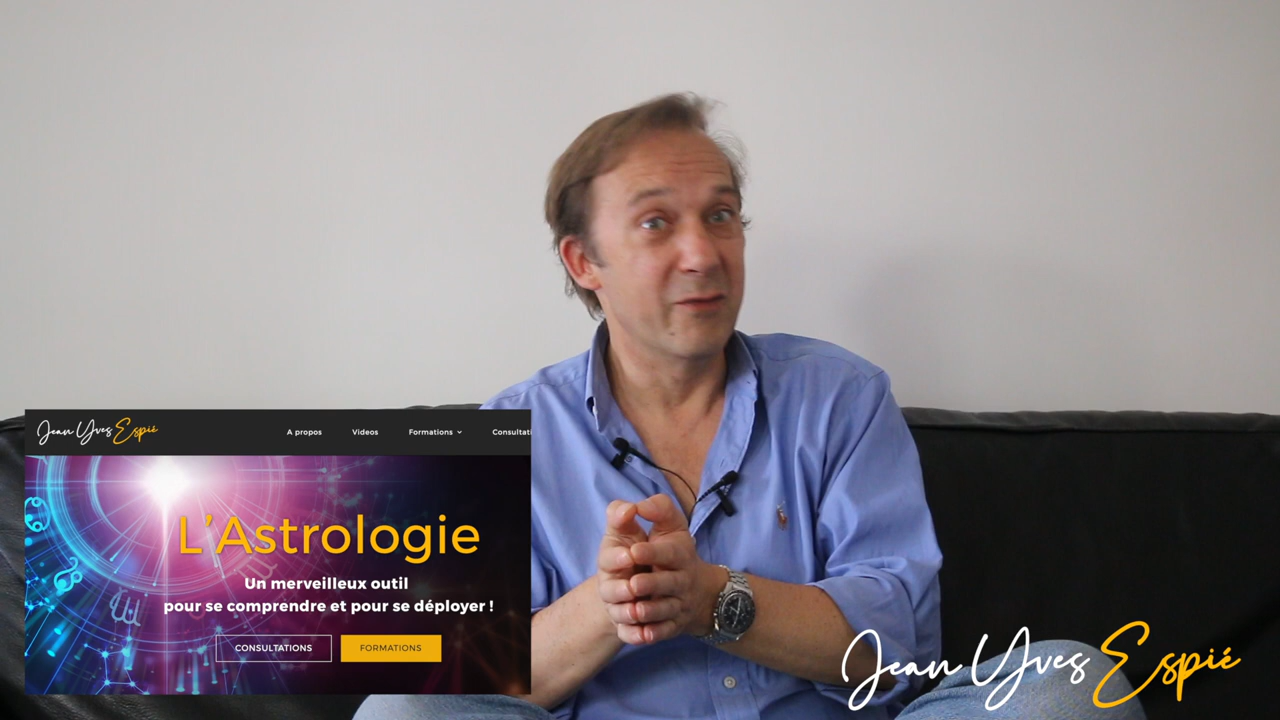 Jean Yves Espié
A propos
Videos
Formations
Consultati
L'Astrologie
Un merveilleux outil
pour se comprendre et pour se déployer !
CONSULTATIONS
FORMATIONS
Jean Yves Espié